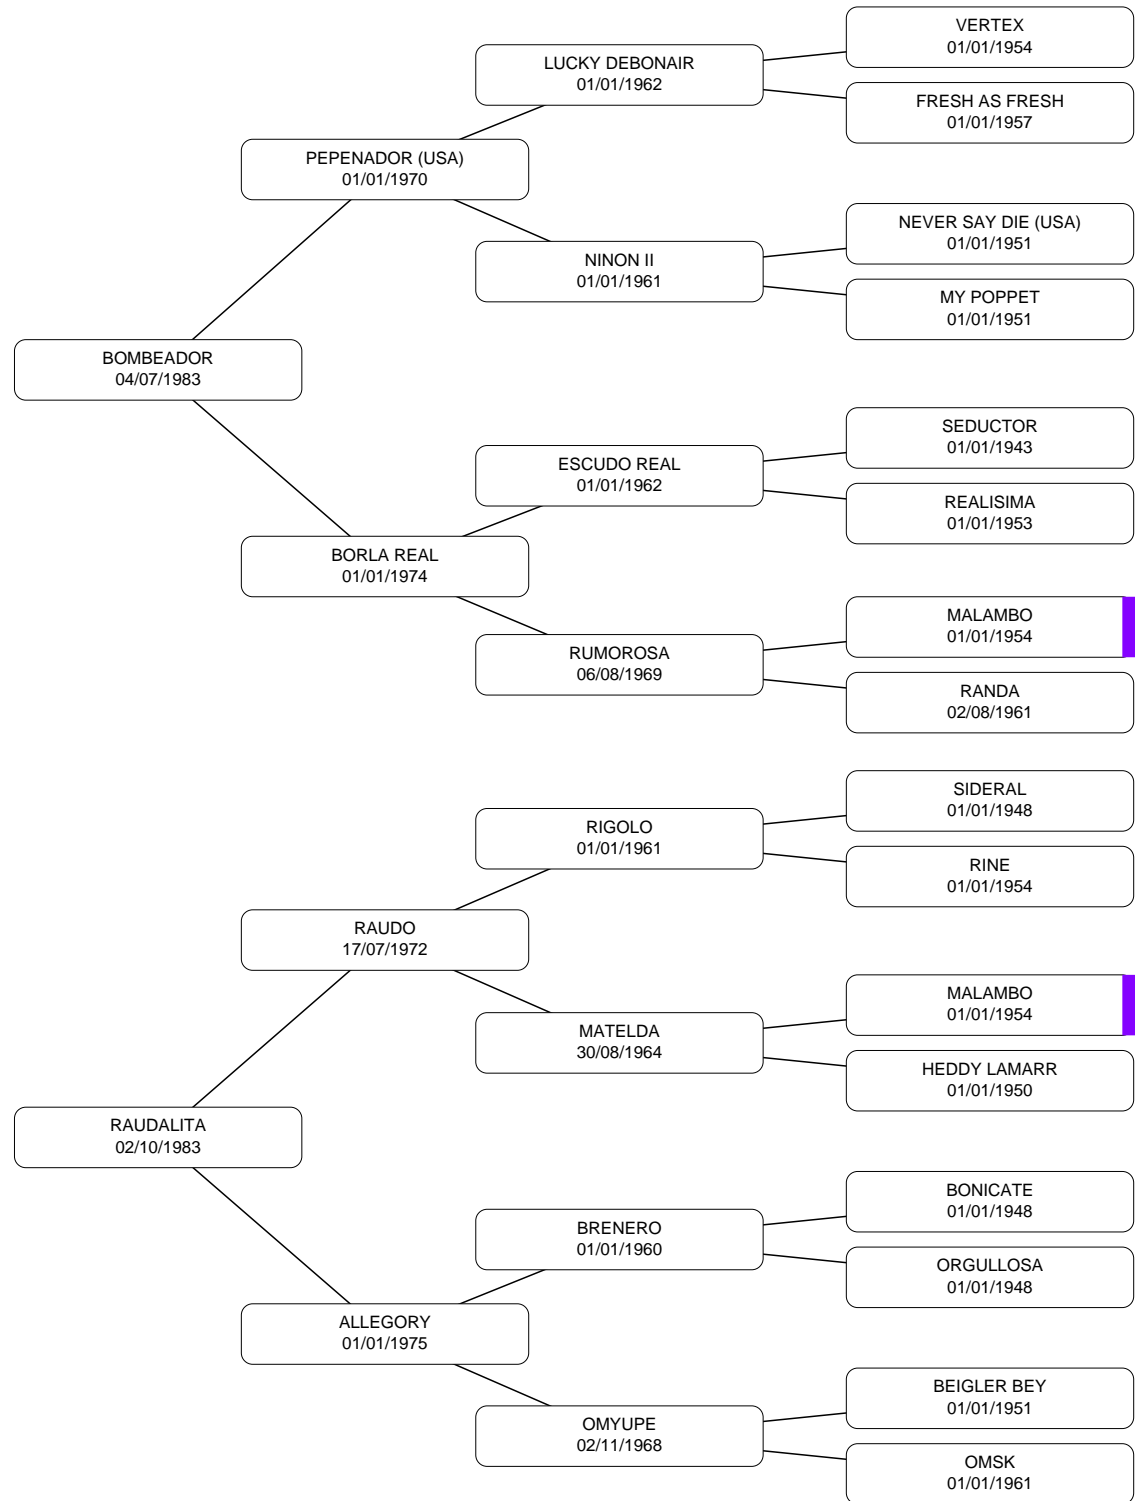 VERTEX
01/01/1954
LUCKY DEBONAIR
01/01/1962
FRESH AS FRESH
01/01/1957
PEPENADOR (USA)
01/01/1970
NEVER SAY DIE (USA)
01/01/1951
NINON II
01/01/1961
MY POPPET
01/01/1951
BOMBEADOR
04/07/1983
SEDUCTOR
01/01/1943
ESCUDO REAL
01/01/1962
REALISIMA
01/01/1953
BORLA REAL
01/01/1974
MALAMBO
01/01/1954
RUMOROSA
06/08/1969
RANDA
02/08/1961
SIDERAL
01/01/1948
RIGOLO
01/01/1961
RINE
01/01/1954
RAUDO
17/07/1972
MALAMBO
01/01/1954
MATELDA
30/08/1964
HEDDY LAMARR
01/01/1950
RAUDALITA
02/10/1983
BONICATE
01/01/1948
BRENERO
01/01/1960
ORGULLOSA
01/01/1948
ALLEGORY
01/01/1975
BEIGLER BEY
01/01/1951
OMYUPE
02/11/1968
OMSK
01/01/1961